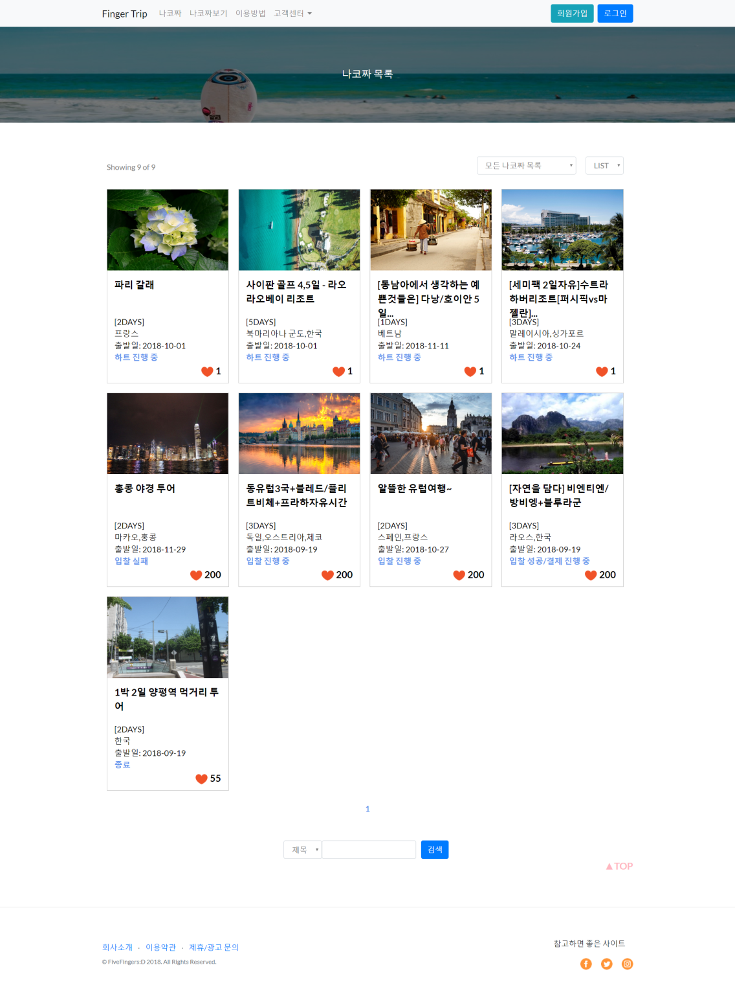 Finger Trip 나코짜 나코짜보기 이용방법 고객센터 회원가입 로그인
나코짜 목록
Showing 9 of 9 모든 나코짜 목록 LIST
파리 갈래
[2DAYS]
프랑스
출발일: 2018-10-01
하트 진행 중
1
사이판 골프 4,5일 - 라오
라오베이 리조트
[5DAYS]
북마리아나 군도,한국
출발일: 2018-10-01
하트 진행 중
1
[동남아에서 생각하는 예
쁜것들은] 다낭/호이안 5
일...
[1DAYS]
베트남
출발일: 2018-11-11
하트 진행 중
1
[세미팩 2일자유]수트라
하버리조트[퍼시픽vs마
젤란]...
[3DAYS]
말레이시아,싱가포르
출발일: 2018-10-24
하트 진행 중
1
홍콩 야경 투어
[2DAYS]
마카오,홍콩
출발일: 2018-11-29
입찰 실패
200
동유럽3국+블레드/플리
트비체+프라하자유시간
[3DAYS]
독일,오스트리아,체코
출발일: 2018-09-19
입찰 진행 중
200
알뜰한 유럽여행~
[2DAYS]
스페인,프랑스
출발일: 2018-10-27
입찰 진행 중
200
[자연을 담다] 비엔티엔/
방비엥+블루라군
[3DAYS]
라오스,한국
출발일: 2018-09-19
입찰 성공/결제 진행 중
200
양평
1박 2일 양평역 먹거리 투
어
[2DAYS]
한국
출발일: 2018-09-19
종료
55
1
제목 검색
▲TOP
회사소개 · 이용약관 · 제휴/광고 문의
© FiveFingers:D 2018. All Rights Reserved.
참고하면 좋은 사이트